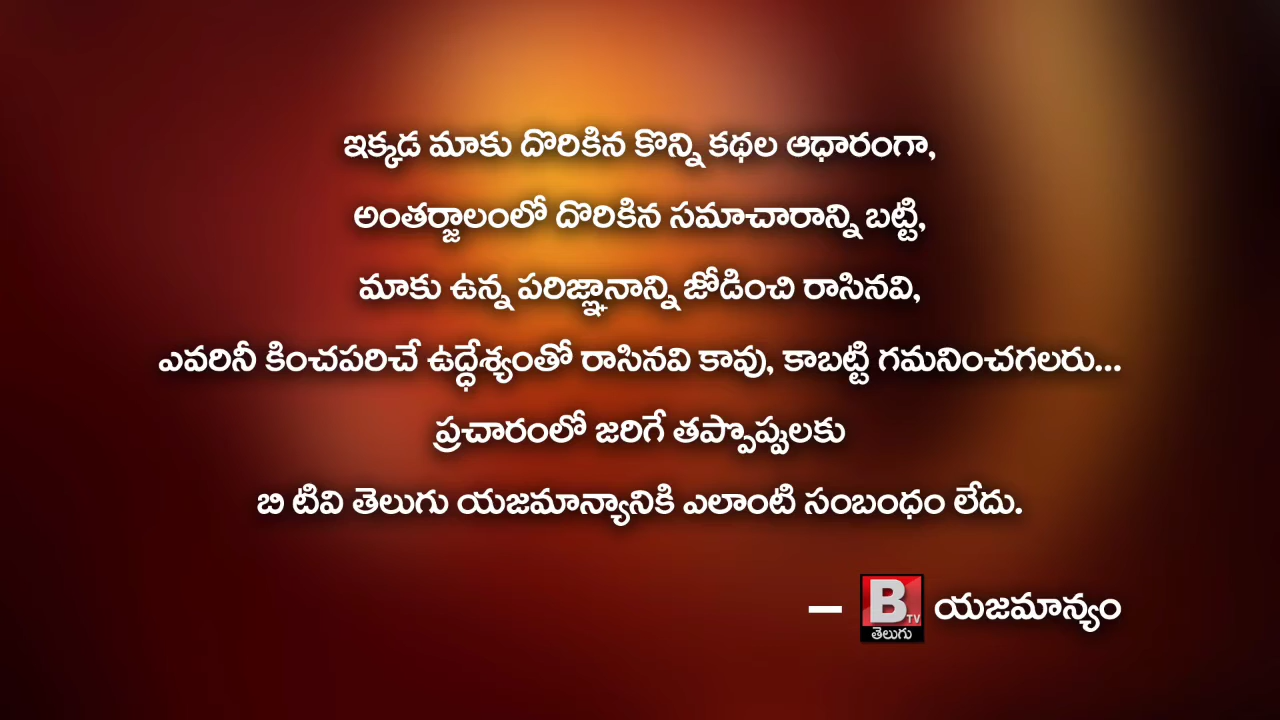 ఇక్కడ మాకు దొరికిన కొన్ని కథల ఆధారంగా,
అంతర్జాలంలో దొరికిన సమాచారాన్ని బట్టి,
మాకు ఉన్న పరిజ్ఞానాన్ని జోడించి రాసినవి,
ఎవరినీ కించపరిచే ఉద్ధేశ్యంతో రాసినవి కావు, కాబట్టి గమనించగలరు...
ప్రచారంలో జరిగే తప్పొప్పులకు
బి టివి తెలుగు యజమాన్యానికి ఎలాంటి సంబంధం లేదు.
– B TV తెలుగు యజమాన్యం